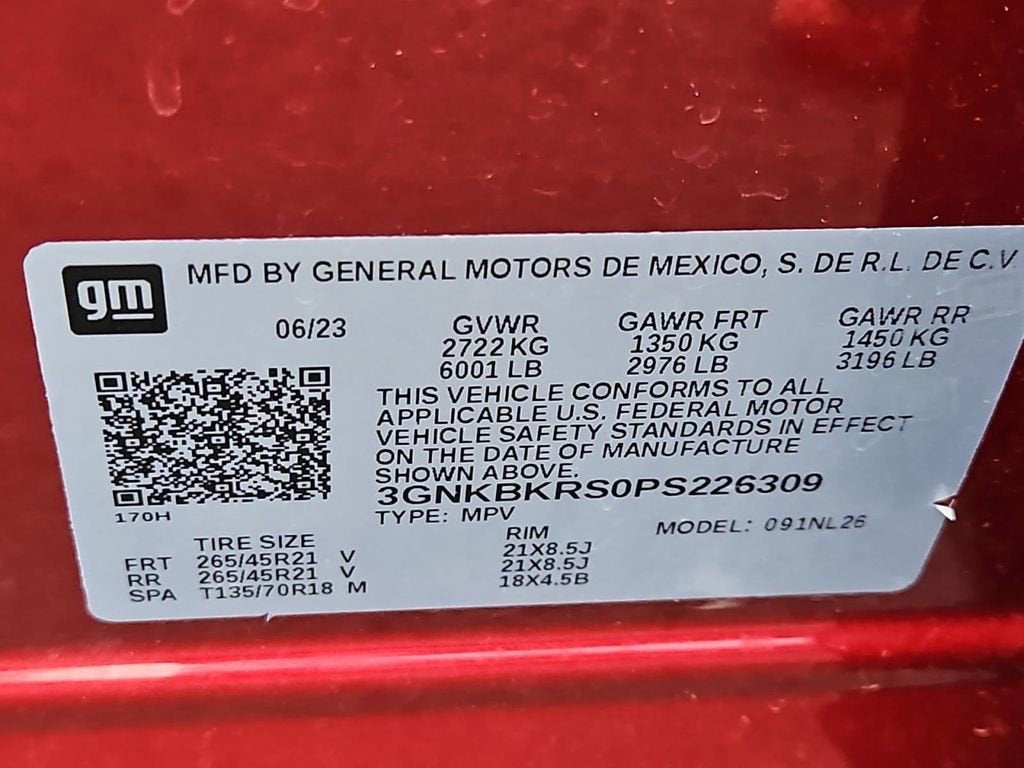 gm MFD BY GENERAL MOTORS DE MEXICO, S. DE R.L. DE C.V
06/23 GVWR GAWR FRT GAWR RR
2722 KG 1350 KG 1450 KG
6001 LB 2976 LB 3196 LB
THIS VEHICLE CONFORMS TO ALL
APPLICABLE U.S. FEDERAL MOTOR
VEHICLE SAFETY STANDARDS IN EFFECT
ON THE DATE OF MANUFACTURE
SHOWN ABOVE.
3GNKBKRS0PS226309
170H TYPE: MPV MODEL: 091NL26
TIRE SIZE RIM
FRT 265/45R21 V 21X8.5J
RR 265/45R21 V 21X8.5J
SPA T135/70R18 M 18X4.5B